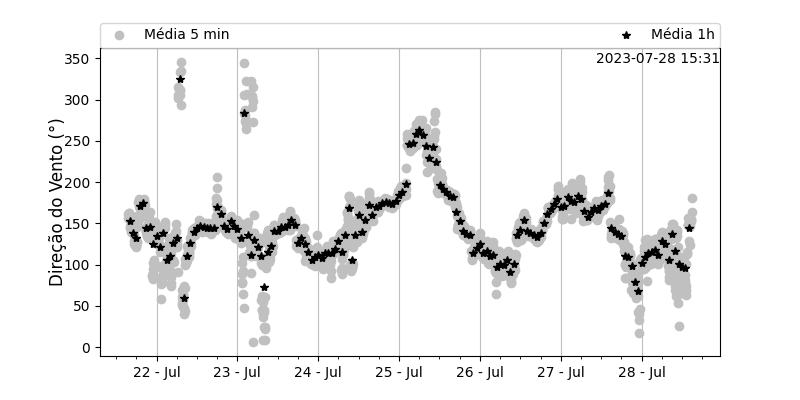 Média 5 min
Média 1h
2023-07-28 15:31
Direção do Vento (°)
350
300
250
200
150
100
50
0
22 - Jul
23 - Jul
24 - Jul
25 - Jul
26 - Jul
27 - Jul
28 - Jul